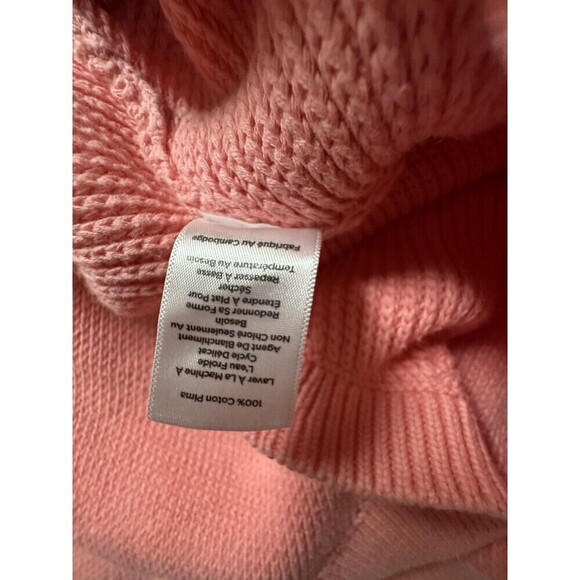 100% Coton Pima
Laver À La Machine À
L'eau Froide
Cycle Délicat
Agent De Blanchiment
Non Chloré Seulement Au
Besoin
Redonner Sa Forme
Étendre À Plat Pour
Sécher
Repasser À Basse
Température Au Besoin
Fabriqué Au Cambodge